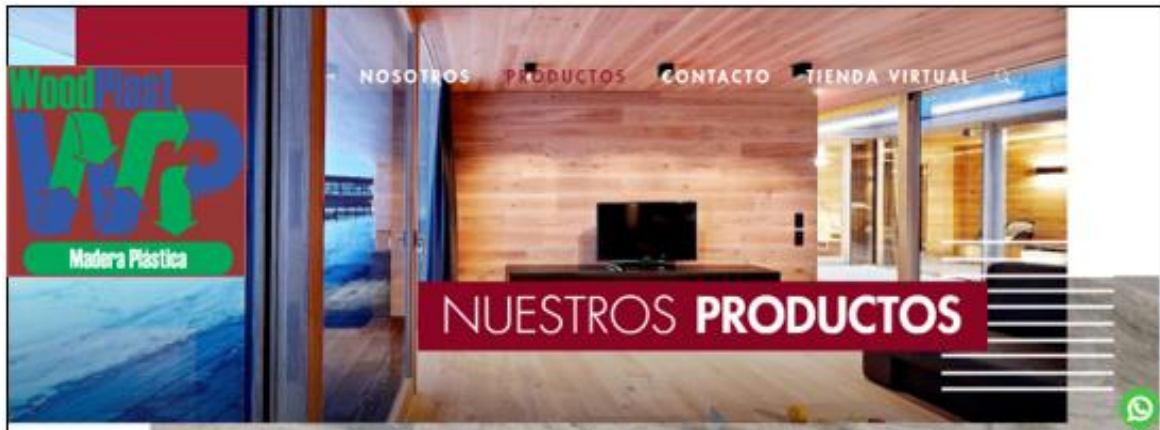 WoodPlast
WP
Madera Plástica
NOSOTROS PRODUCTOS CONTACTO TIENDA VIRTUAL
NUESTROS PRODUCTOS